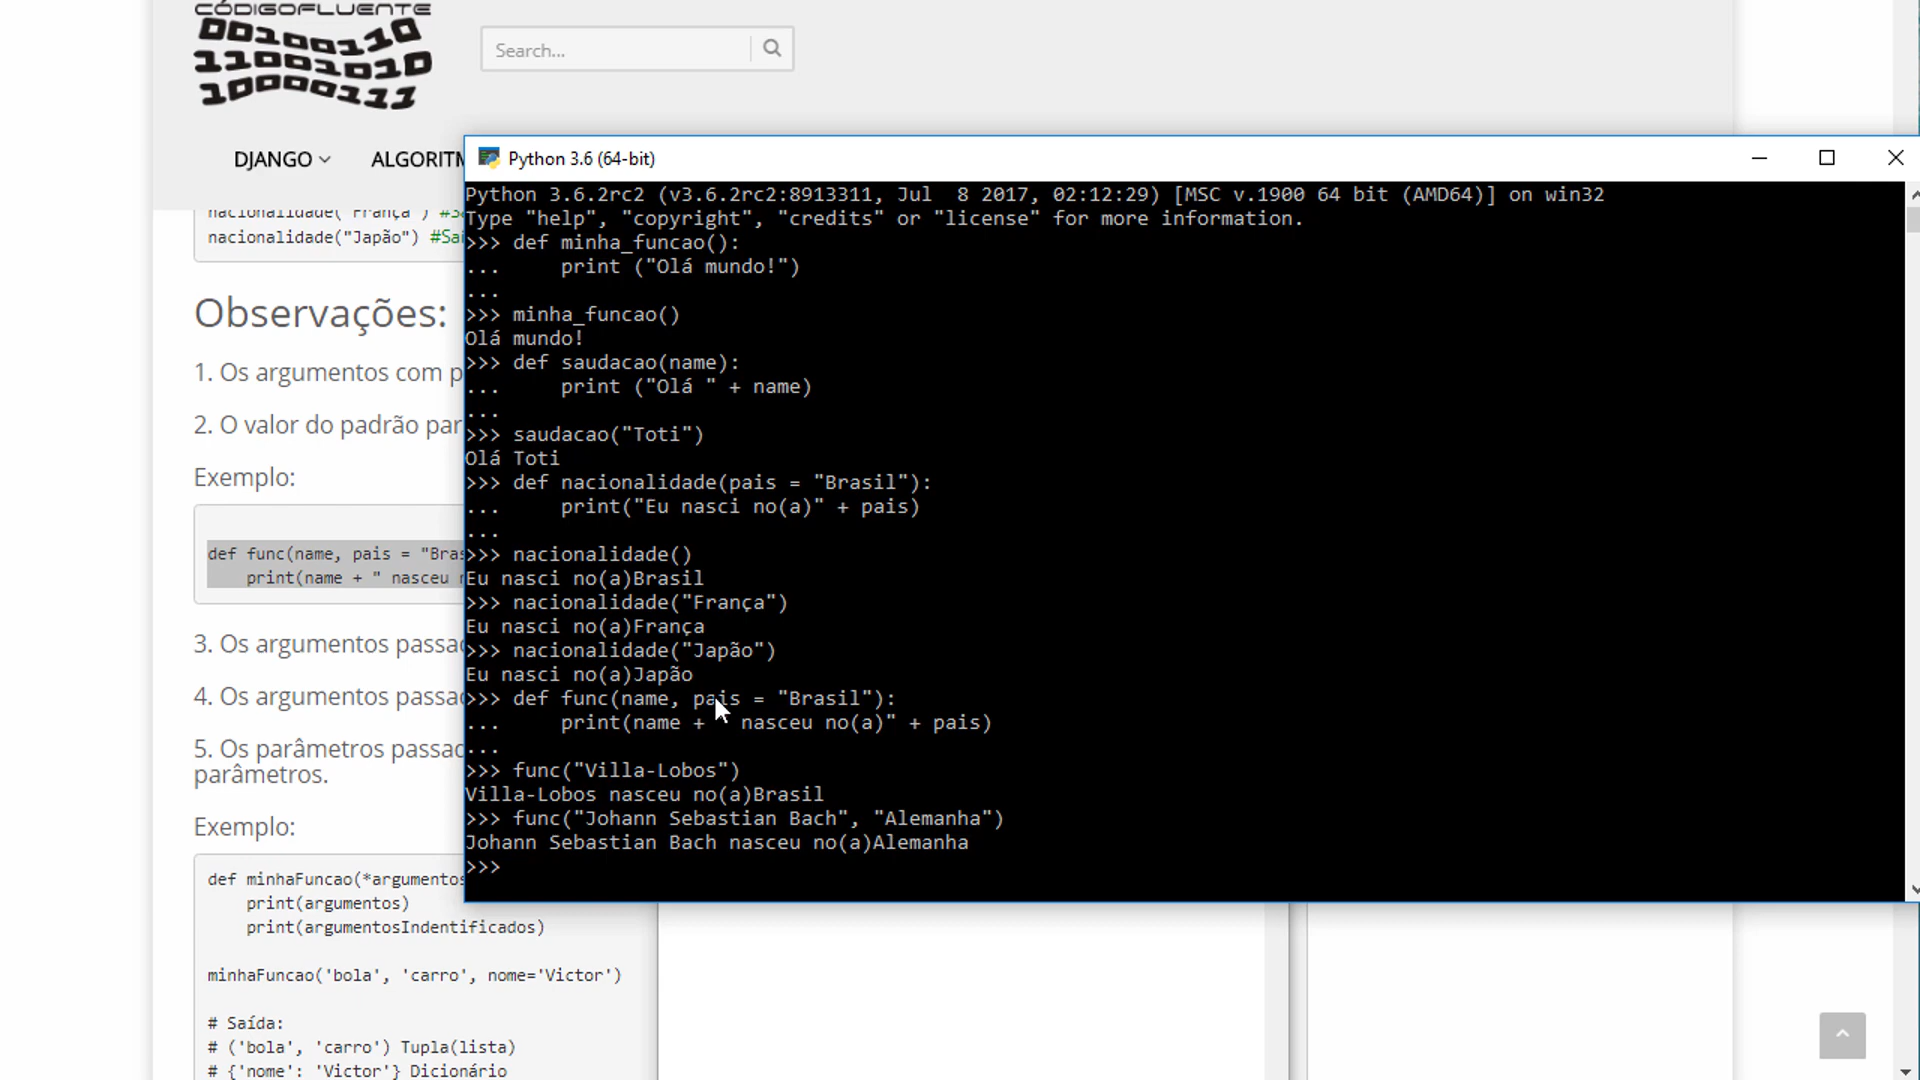 CÓDIGOFLUENTE
00100110
11001010
10000111
Search...
DJANGO
ALGORITM
nacionalidade("França") #Sa
nacionalidade("Japão") #Saí
Observações:
1. Os argumentos com p
2. O valor do padrão par
Exemplo:
def func(name, pais = "Bras
    print(name + " nasceu n
3. Os argumentos passa
4. Os argumentos passa
5. Os parâmetros passad
parâmetros.
Exemplo:
def minhaFuncao(*argumentos
    print(argumentos)
    print(argumentosIndentificados)
minhaFuncao('bola', 'carro', nome='Victor')
# Saída:
# ('bola', 'carro') Tupla(lista)
# {'nome': 'Victor'} Dicionário
Python 3.6 (64-bit)
Python 3.6.2rc2 (v3.6.2rc2:8913311, Jul  8 2017, 02:12:29) [MSC v.1900 64 bit (AMD64)] on win32
Type "help", "copyright", "credits" or "license" for more information.
>>> def minha_funcao():
...     print ("Olá mundo!")
...
>>> minha_funcao()
Olá mundo!
>>> def saudacao(name):
...     print ("Olá " + name)
...
>>> saudacao("Toti")
Olá Toti
>>> def nacionalidade(pais = "Brasil"):
...     print("Eu nasci no(a)" + pais)
...
>>> nacionalidade()
Eu nasci no(a)Brasil
>>> nacionalidade("França")
Eu nasci no(a)França
>>> nacionalidade("Japão")
Eu nasci no(a)Japão
>>> def func(name, pais = "Brasil"):
...     print(name + " nasceu no(a)" + pais)
...
>>> func("Villa-Lobos")
Villa-Lobos nasceu no(a)Brasil
>>> func("Johann Sebastian Bach", "Alemanha")
Johann Sebastian Bach nasceu no(a)Alemanha
>>>